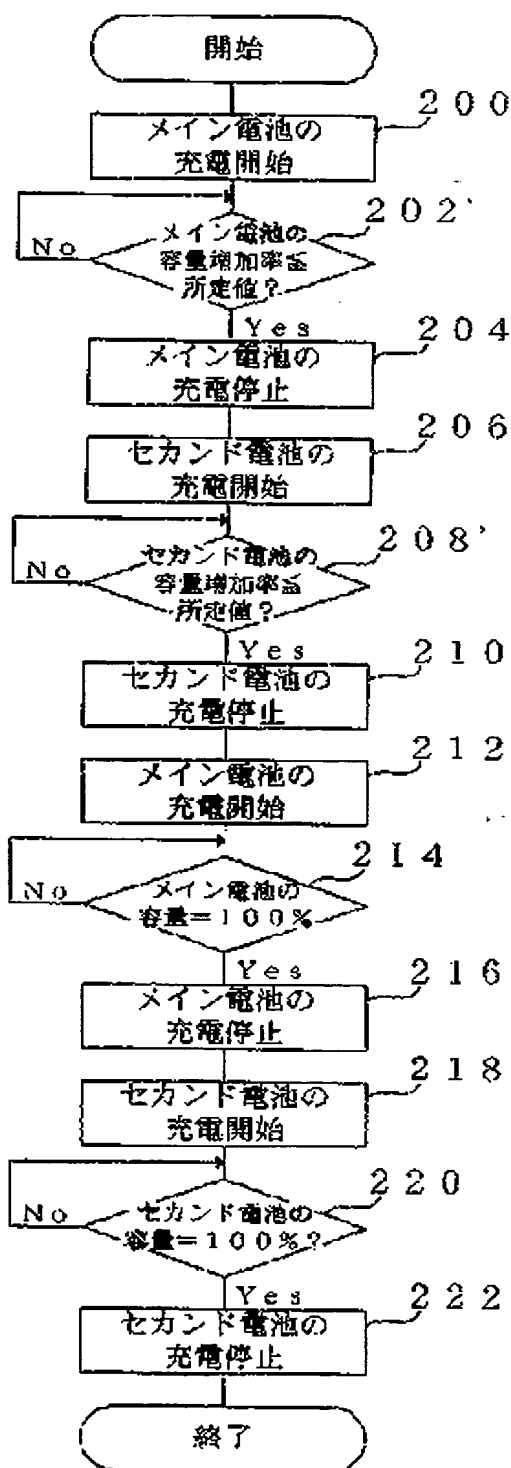 開始
200
メイン電池の
充電開始
202'
メイン電池の
容量増加率≦
所定値？
No
Yes
204
メイン電池の
充電停止
206
セカンド電池の
充電開始
208'
セカンド電池の
容量増加率≦
所定値？
No
Yes
210
セカンド電池の
充電停止
212
メイン電池の
充電開始
214
メイン電池の
容量＝100％
No
Yes
216
メイン電池の
充電停止
218
セカンド電池の
充電開始
220
セカンド電池の
容量＝100％？
No
Yes
222
セカンド電池の
充電停止
終了